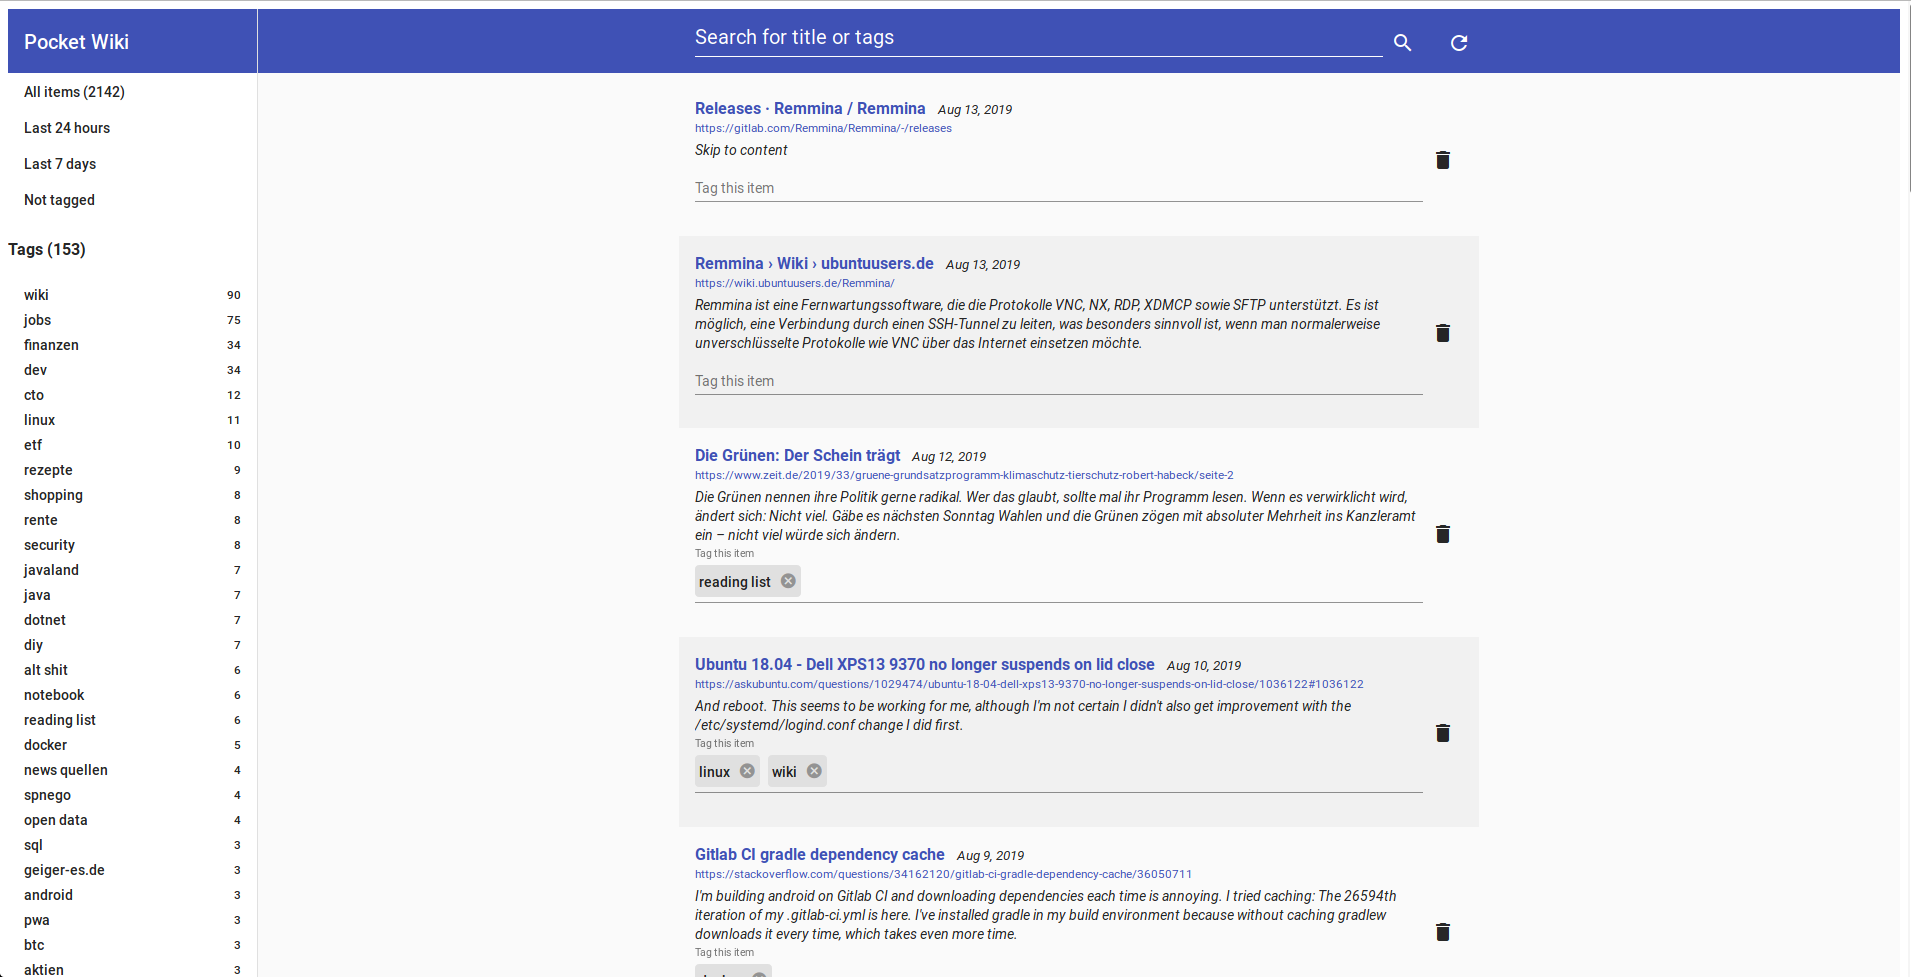 Pocket Wiki
Search for title or tags
All items (2142)
Last 24 hours
Last 7 days
Not tagged
Tags (153)
wiki 90
jobs 75
finanzen 34
dev 34
cto 12
linux 11
etf 10
rezepte 9
shopping 8
rente 8
security 8
javaland 7
java 7
dotnet 7
diy 7
alt shit 6
notebook 6
reading list 6
docker 5
news quellen 4
spnego 4
open data 4
sql 3
geiger-es.de 3
android 3
pwa 3
btc 3
aktien 3
Releases · Remmina / Remmina Aug 13, 2019
https://gitlab.com/Remmina/Remmina/-/releases
Skip to content
Tag this item
Remmina › Wiki › ubuntuusers.de Aug 13, 2019
https://wiki.ubuntuusers.de/Remmina/
Remmina ist eine Fernwartungssoftware, die die Protokolle VNC, NX, RDP, XDMCP sowie SFTP unterstützt. Es ist
möglich, eine Verbindung durch einen SSH-Tunnel zu leiten, was besonders sinnvoll ist, wenn man normalerweise
unverschlüsselte Protokolle wie VNC über das Internet einsetzen möchte.
Tag this item
Die Grünen: Der Schein trägt Aug 12, 2019
https://www.zeit.de/2019/33/gruene-grundsatzprogramm-klimaschutz-tierschutz-robert-habeck/seite-2
Die Grünen nennen ihre Politik gerne radikal. Wer das glaubt, sollte mal ihr Programm lesen. Wenn es verwirklicht wird,
ändert sich: Nicht viel. Gäbe es nächsten Sonntag Wahlen und die Grünen zögen mit absoluter Mehrheit ins Kanzleramt
ein – nicht viel würde sich ändern.
Tag this item
reading list
Ubuntu 18.04 - Dell XPS13 9370 no longer suspends on lid close Aug 10, 2019
https://askubuntu.com/questions/1029474/ubuntu-18-04-dell-xps13-9370-no-longer-suspends-on-lid-close/1036122#1036122
And reboot. This seems to be working for me, although I'm not certain I didn't also get improvement with the
/etc/systemd/logind.conf change I did first.
Tag this item
linux wiki
Gitlab CI gradle dependency cache Aug 9, 2019
https://stackoverflow.com/questions/34162120/gitlab-ci-gradle-dependency-cache/36050711
I'm building android on Gitlab CI and downloading dependencies each time is annoying. I tried caching: The 26594th
iteration of my .gitlab-ci.yml is here. I've installed gradle in my build environment because without caching gradlew
downloads it every time, which takes even more time.
Tag this item